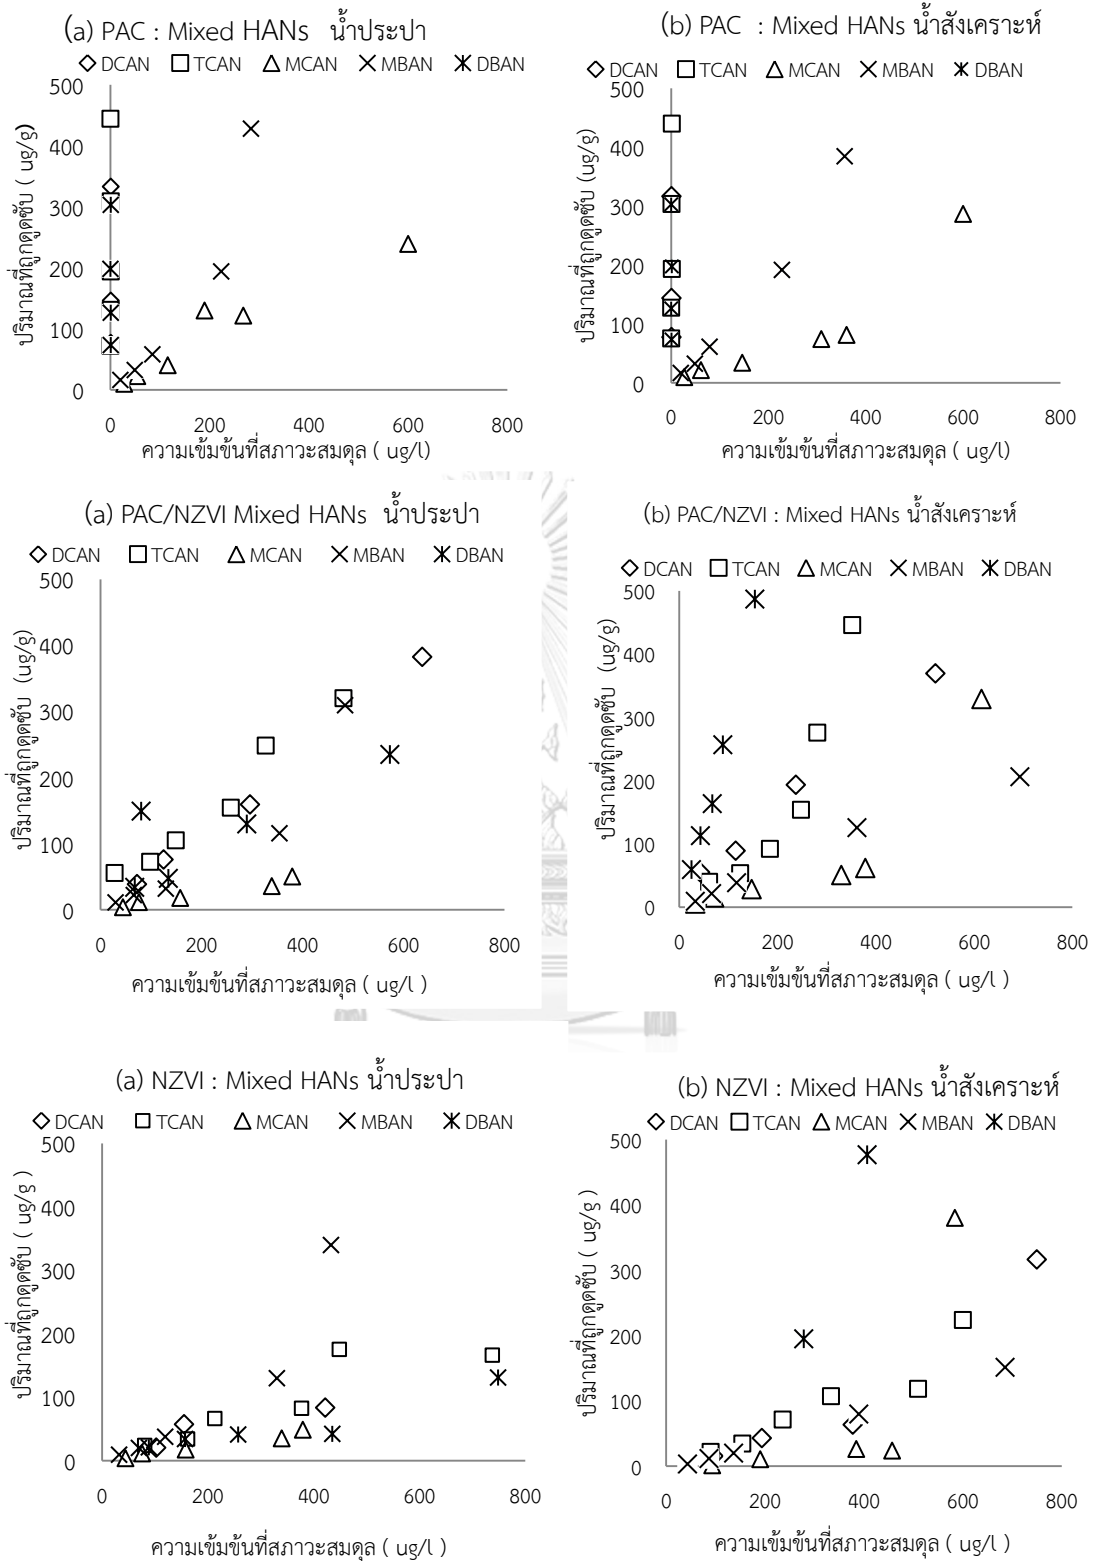 (a) PAC : Mixed HANs น้ำประปา
DCAN TCAN MCAN MBAN DBAN
500
400
300
200
100
0
0 200 400 600 800
ปริมาณที่ถูกดูดซับ ( ug/g)
ความเข้มข้นที่สภาวะสมดุล ( ug/l)
(b) PAC : Mixed HANs น้ำสังเคราะห์
DCAN TCAN MCAN MBAN DBAN
500
400
300
200
100
0
0 200 400 600 800
ปริมาณที่ถูกดูดซับ (ug/g)
ความเข้มข้นที่สภาวะสมดุล ( ug/l)
(a) PAC/NZVI Mixed HANs น้ำประปา
DCAN TCAN MCAN MBAN DBAN
500
400
300
200
100
0
0 200 400 600 800
ปริมาณที่ถูกดูดซับ (ug/g)
ความเข้มข้นที่สภาวะสมดุล ( ug/l )
(b) PAC/NZVI : Mixed HANs น้ำสังเคราะห์
DCAN TCAN MCAN MBAN DBAN
500
400
300
200
100
0
0 200 400 600 800
ปริมาณที่ถูกดูดซับ (ug/g)
ความเข้มข้นที่สภาวะสมดุล ( ug/l )
(a) NZVI : Mixed HANs น้ำประปา
DCAN TCAN MCAN MBAN DBAN
500
400
300
200
100
0
0 200 400 600 800
ปริมาณที่ถูกดูดซับ ( ug/g )
ความเข้มข้นที่สภาวะสมดุล ( ug/l )
(b) NZVI : Mixed HANs น้ำสังเคราะห์
DCAN TCAN MCAN MBAN DBAN
500
400
300
200
100
0
0 200 400 600 800
ปริมาณที่ถูกดูดซับ ( ug/g )
ความเข้มข้นที่สภาวะสมดุล ( ug/l )